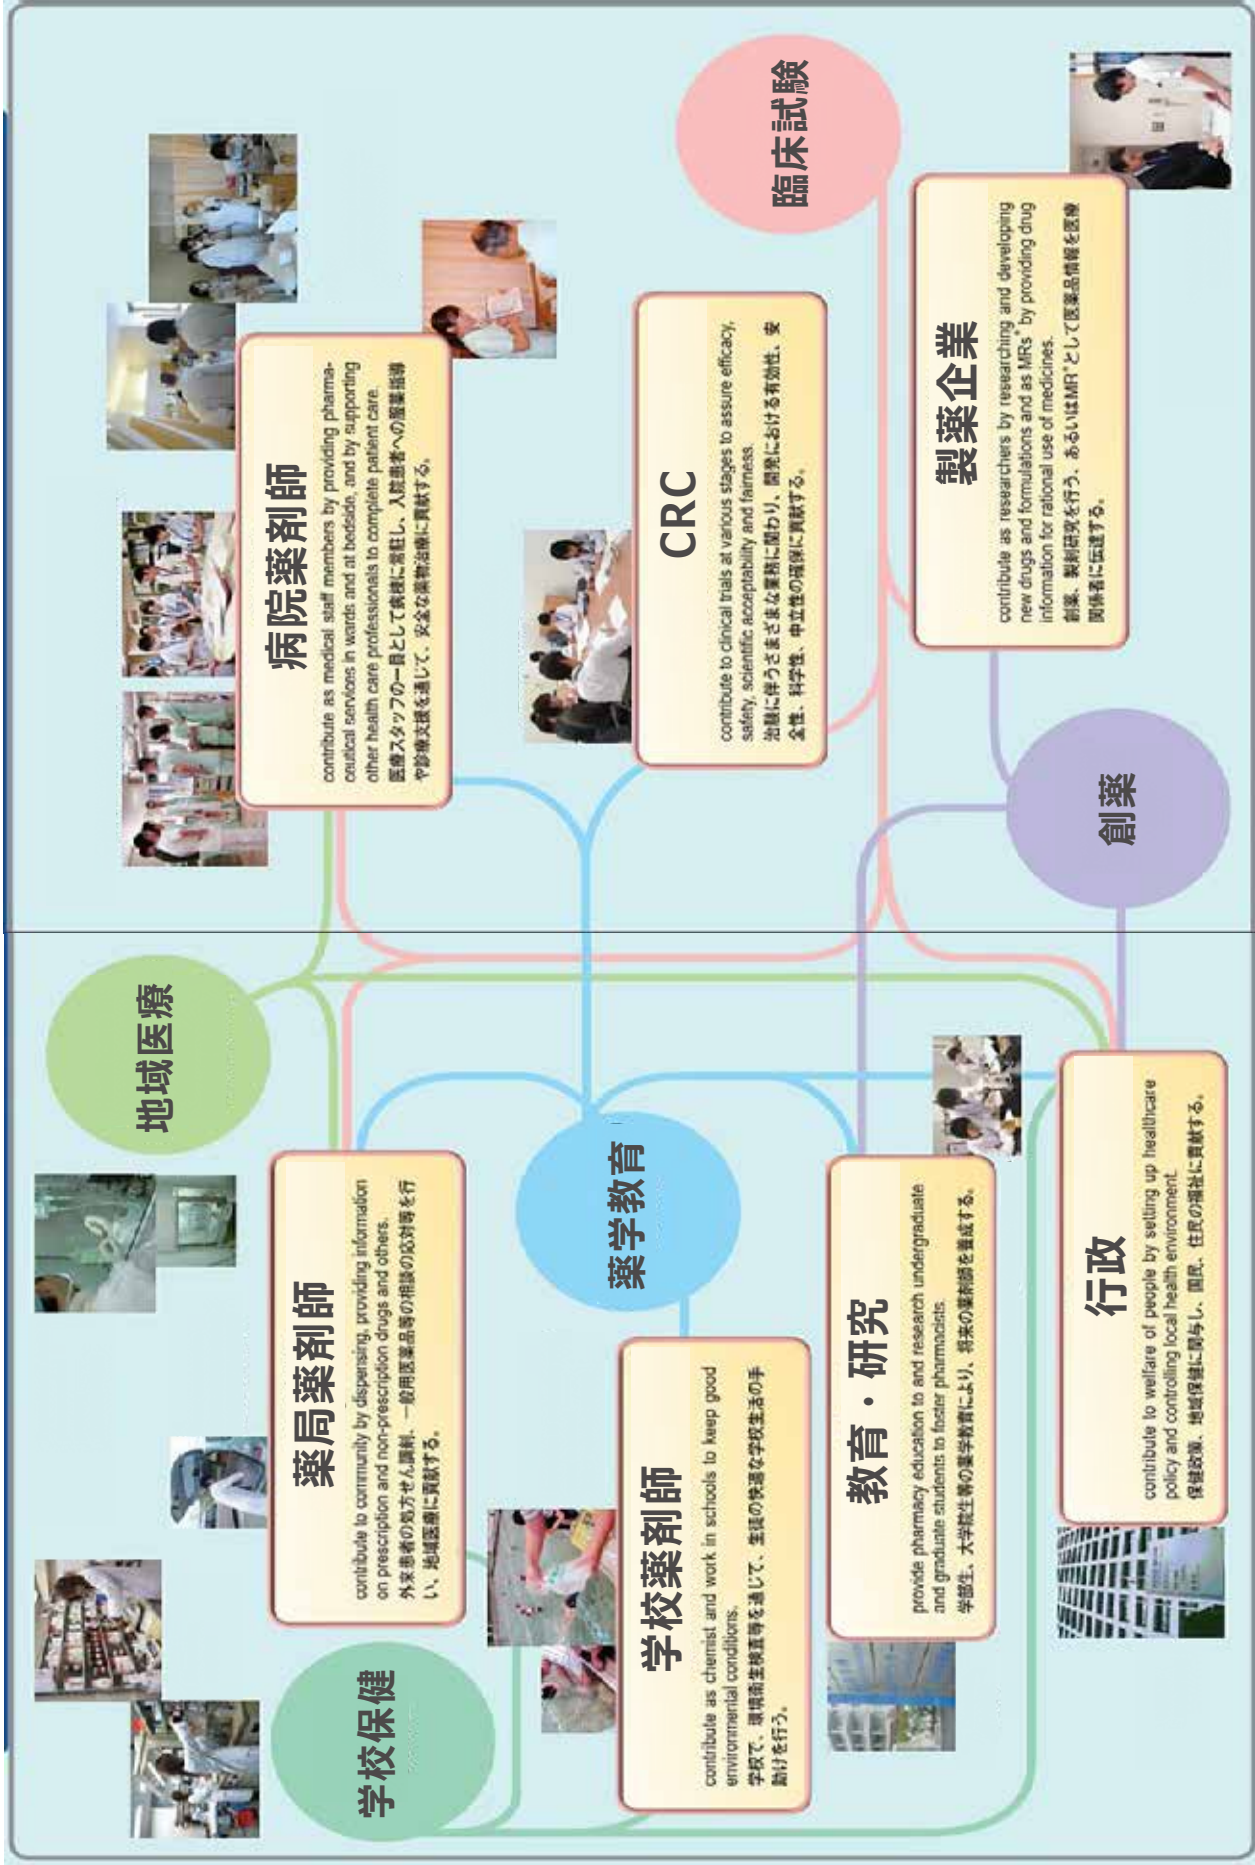 地域医療
薬局薬剤師
contribute to community by dispensing, providing information
on prescription and non-prescription drugs and others.
外来患者の処方せん調剤、一般用医薬品等の相談の応対等を行
い、地域医療に貢献する。
病院薬剤師
contribute as medical staff members by providing pharma-
ceutical services in wards and at bedside, and by supporting
other health care professionals to complete patient care.
医療スタッフの一員として病棟に常駐し、入院患者への服薬指導
や診療支援を通じて、安全な薬物治療に貢献する。
学校保健
学校薬剤師
contribute as chemist and work in schools to keep good
environmental conditions.
学校で、環境衛生検査等を通じて、生徒の快適な学校生活の手
助けを行う。
薬学教育
CRC
contribute to clinical trials at various stages to assure efficacy,
safety, scientific acceptability and fairness.
治験に伴うさまざまな業務に関わり、開発における有効性、安
全性、科学性、中立性の確保に貢献する。
臨床試験
教育・研究
provide pharmacy education to and research undergraduate
and graduate students to foster pharmacists.
学部生、大学院生等の薬学教育により、将来の薬剤師を養成する。
製薬企業
contribute as researchers by researching and developing
new drugs and formulations and as MRs* by providing drug
information for rational use of medicines.
創薬、製剤研究を行う、あるいはMR*として医薬品情報を医療
関係者に伝達する。
行政
contribute to welfare of people by setting up healthcare
policy and controlling local health environment.
保健政策、地域保健に関与し、国民、住民の福祉に貢献する。
創薬